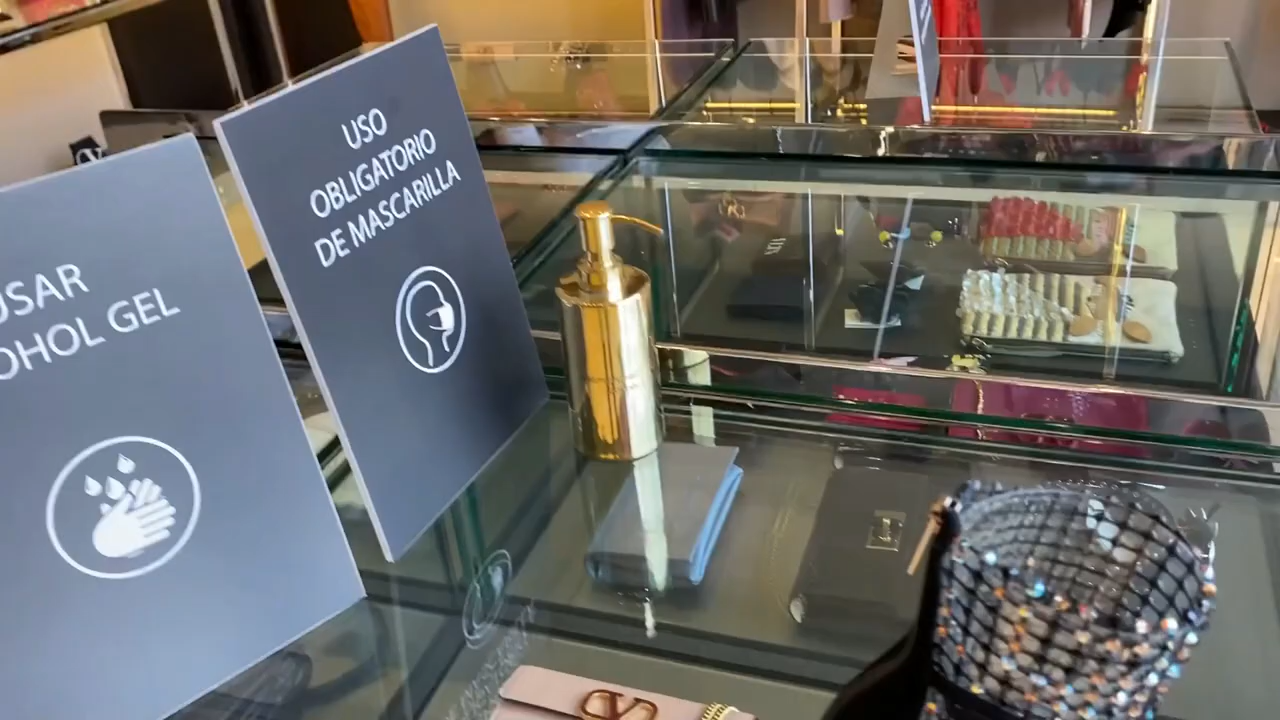 USAR
OHOL GEL
USO
OBLIGATORIO
DE MASCARILLA